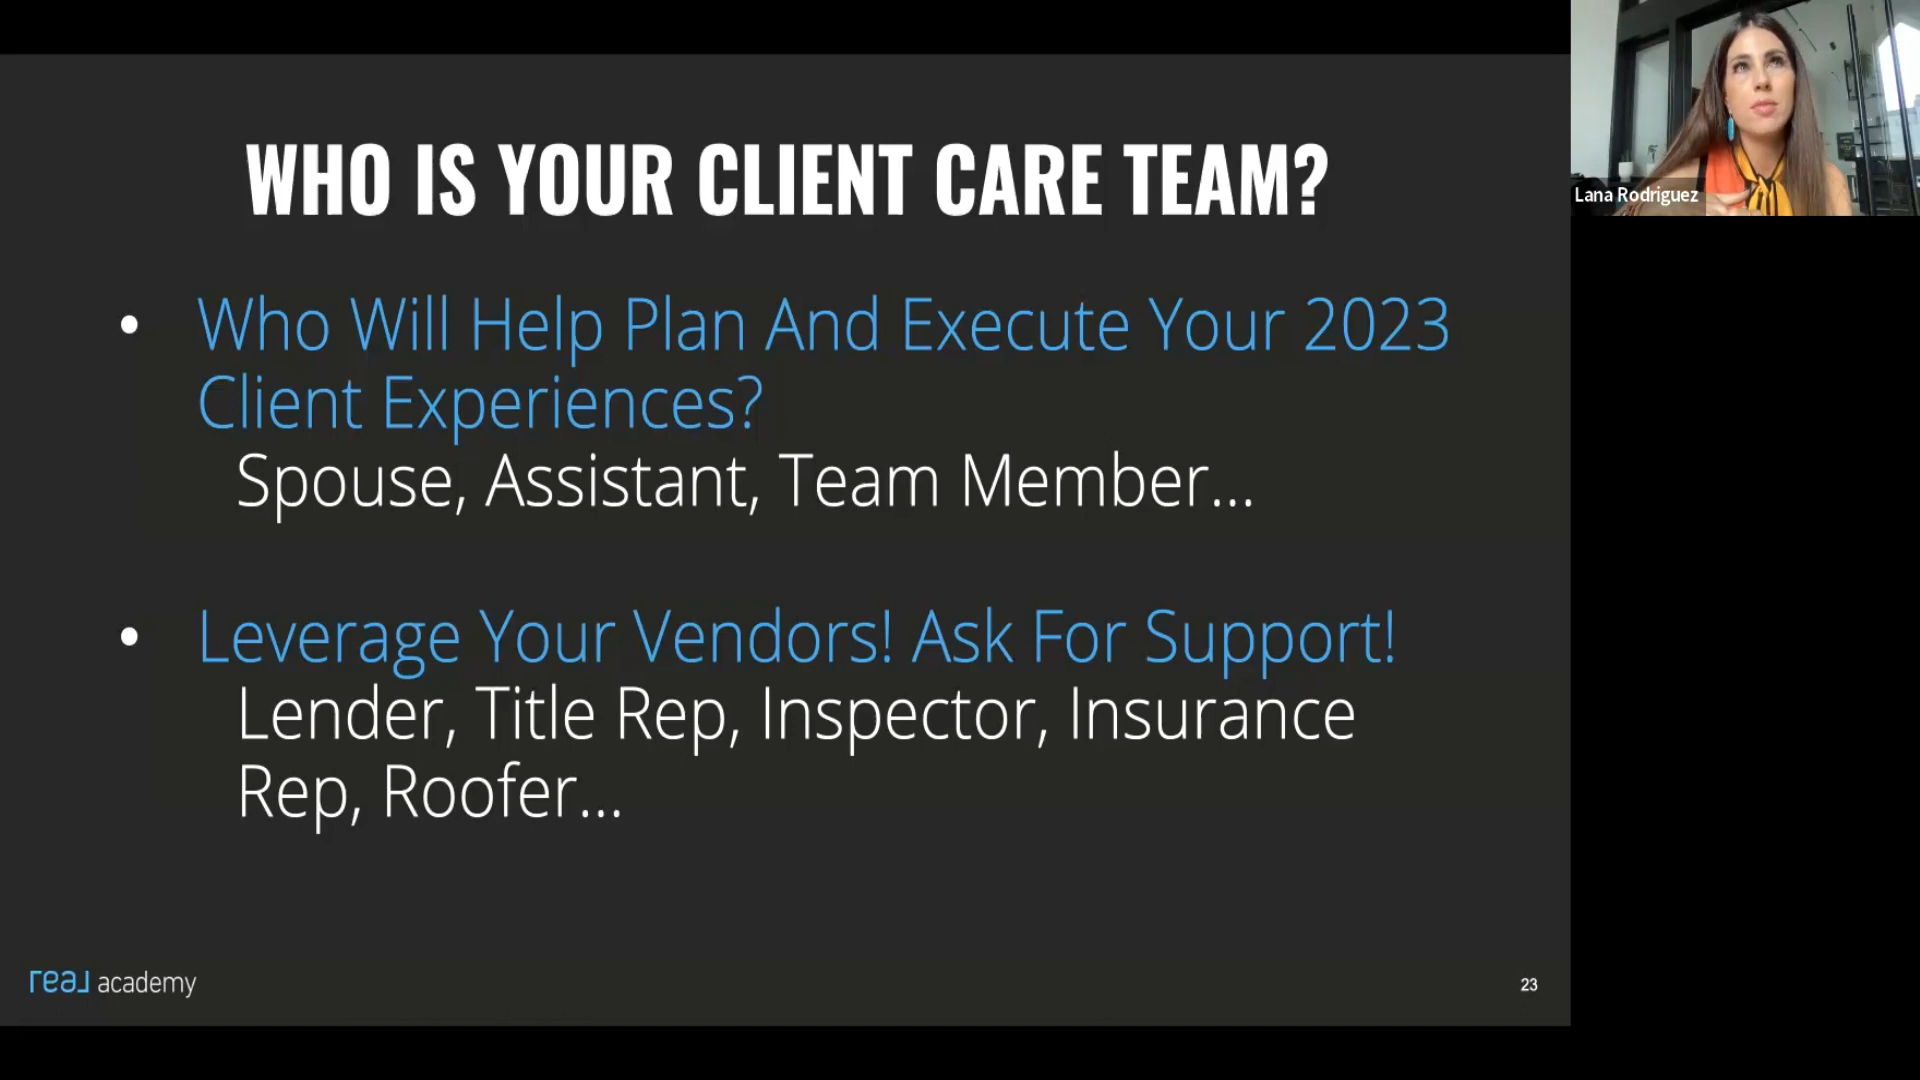 WHO IS YOUR CLIENT CARE TEAM?
• Who Will Help Plan And Execute Your 2023
Client Experiences?
Spouse, Assistant, Team Member...
• Leverage Your Vendors! Ask For Support!
Lender, Title Rep, Inspector, Insurance
Rep, Roofer...
real academy
23
Lana Rodriguez